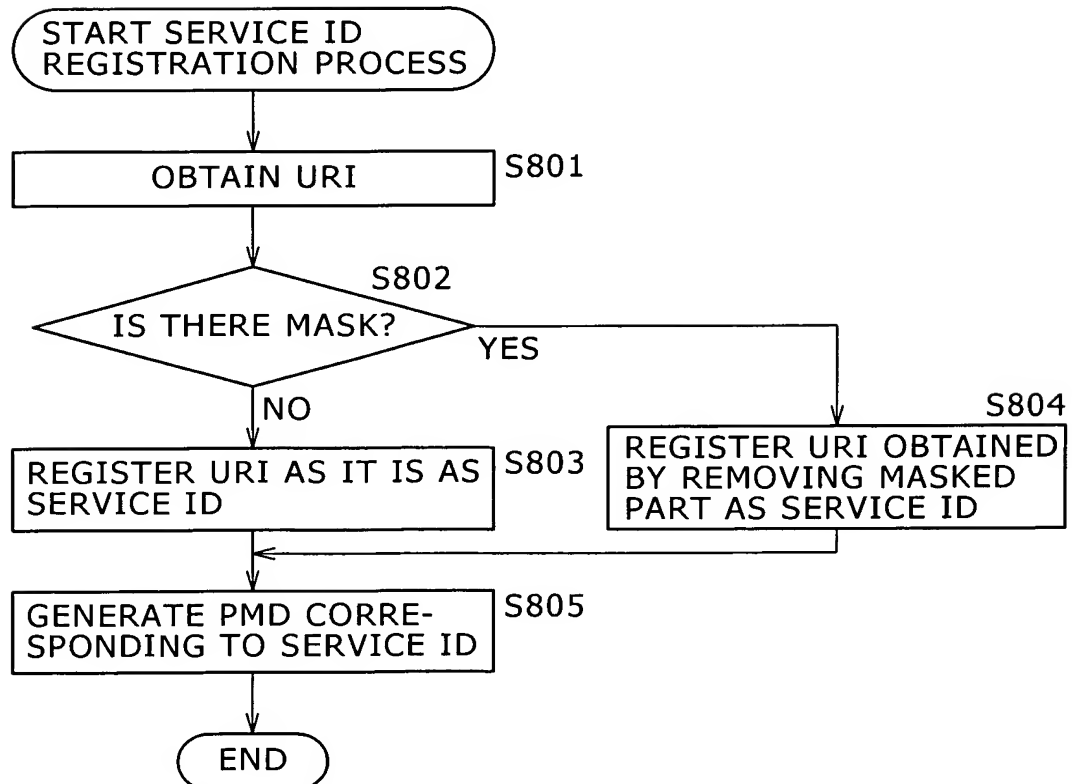 START SERVICE ID
REGISTRATION PROCESS
OBTAIN URI
S801
S802
IS THERE MASK?
YES
NO
S804
REGISTER URI AS IT IS AS
SERVICE ID
S803
REGISTER URI OBTAINED
BY REMOVING MASKED
PART AS SERVICE ID
GENERATE PMD CORRE-
SPONDING TO SERVICE ID
S805
END